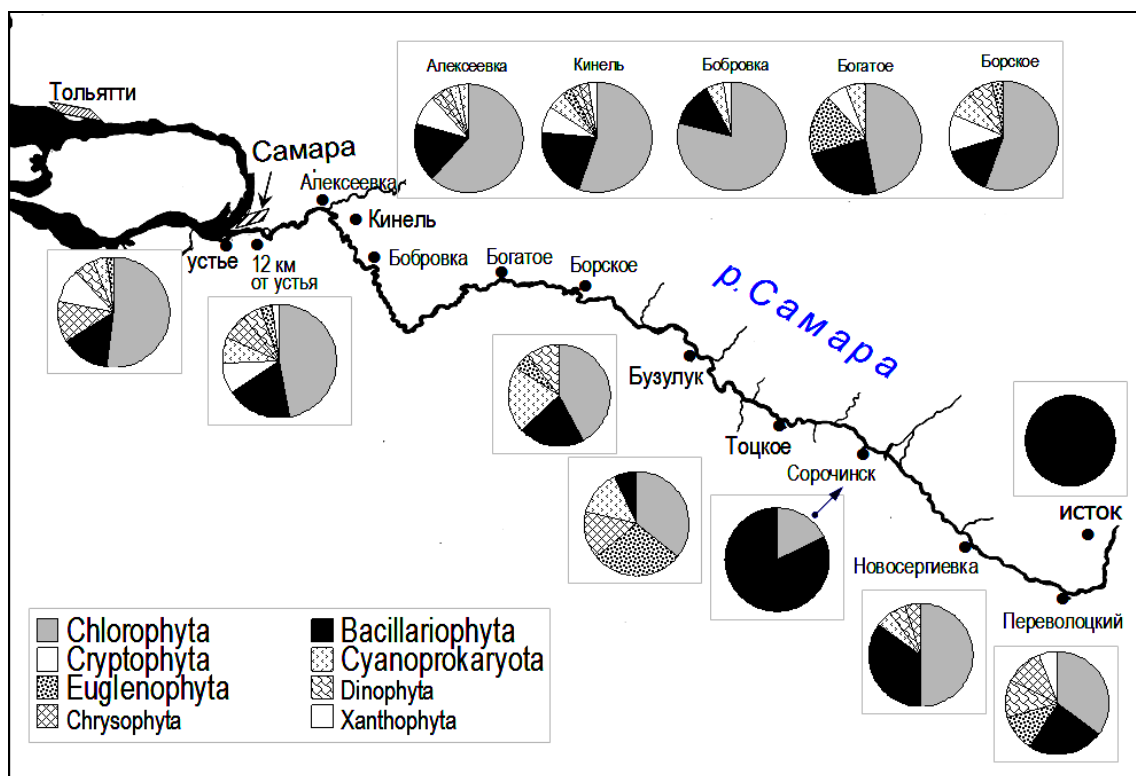 Алексеевка
Кинель
Бобровка
Богатое
Борское
Тольятти
Самара
Алексеевка
Кинель
устье
12 км
от устья
Бобровка
Богатое
Борское
р. Самара
Бузулук
Тоцкое
Сорочинск
исток
Новосергиевка
Переволоцкий
Chlorophyta
Bacillariophyta
Cryptophyta
Cyanoprokaryota
Euglenophyta
Dinophyta
Chrysophyta
Xanthophyta